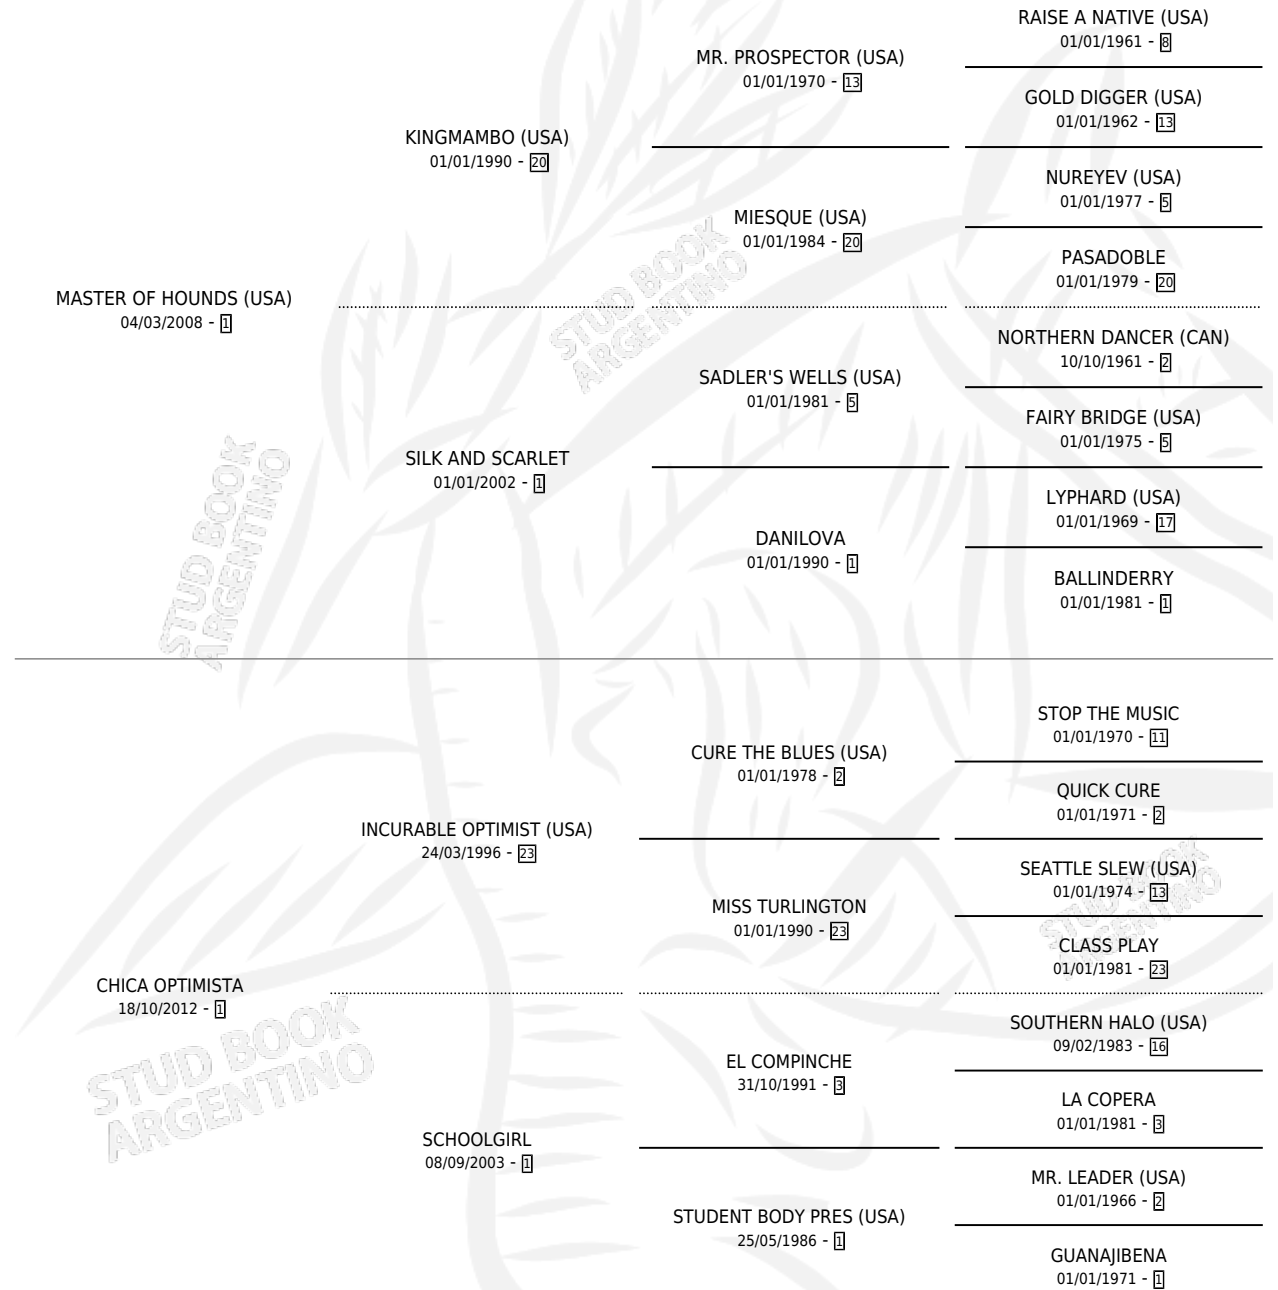 RAISE A NATIVE (USA)
01/01/1961 - 8
MR. PROSPECTOR (USA)
01/01/1970 - 13
GOLD DIGGER (USA)
01/01/1962 - 13
KINGMAMBO (USA)
01/01/1990 - 20
NUREYEV (USA)
01/01/1977 - 5
MIESQUE (USA)
01/01/1984 - 20
PASADOBLE
01/01/1979 - 20
MASTER OF HOUNDS (USA)
04/03/2008 - 1
NORTHERN DANCER (CAN)
10/10/1961 - 2
SADLER'S WELLS (USA)
01/01/1981 - 5
FAIRY BRIDGE (USA)
01/01/1975 - 5
SILK AND SCARLET
01/01/2002 - 1
LYPHARD (USA)
01/01/1969 - 17
DANILOVA
01/01/1990 - 1
BALLINDERRY
01/01/1981 - 1
STOP THE MUSIC
01/01/1970 - 11
CURE THE BLUES (USA)
01/01/1978 - 2
QUICK CURE
01/01/1971 - 2
INCURABLE OPTIMIST (USA)
24/03/1996 - 23
SEATTLE SLEW (USA)
01/01/1974 - 13
MISS TURLINGTON
01/01/1990 - 23
CLASS PLAY
01/01/1981 - 23
CHICA OPTIMISTA
18/10/2012 - 1
SOUTHERN HALO (USA)
09/02/1983 - 16
EL COMPINCHE
31/10/1991 - 3
LA COPERA
01/01/1981 - 3
SCHOOLGIRL
08/09/2003 - 1
MR. LEADER (USA)
01/01/1966 - 2
STUDENT BODY PRES (USA)
25/05/1986 - 1
GUANAJIBENA
01/01/1971 - 1
STUD BOOK
ARGENTINO
STUD BOOK
ARGENTINO
STUD BOOK
ARGENTINO
STUD BOOK
ARGENTINO